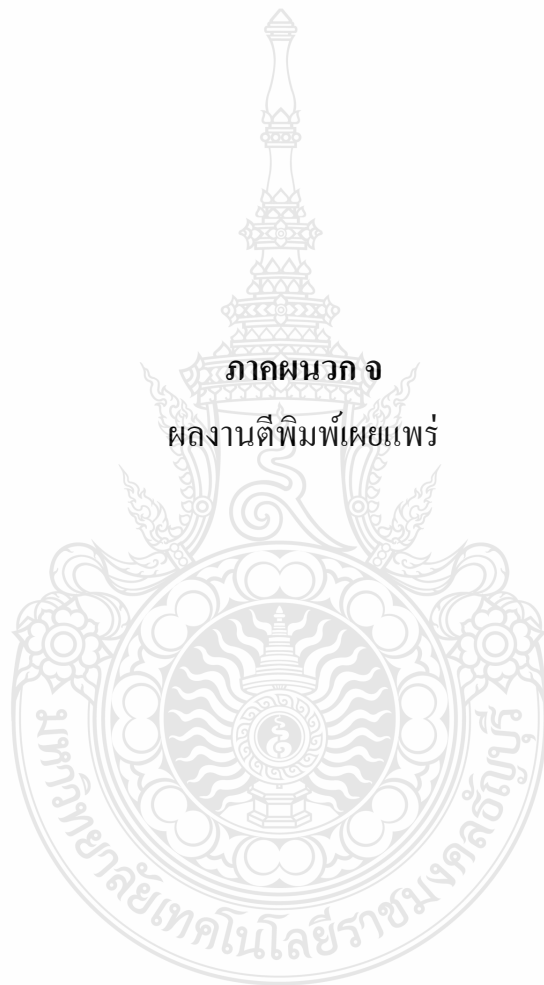 ภาคผนวก จ
ผลงานตีพิมพ์เผยแพร่
มหาวิทยาลัยเทคโนโลยีราชมงคลธัญบุรี